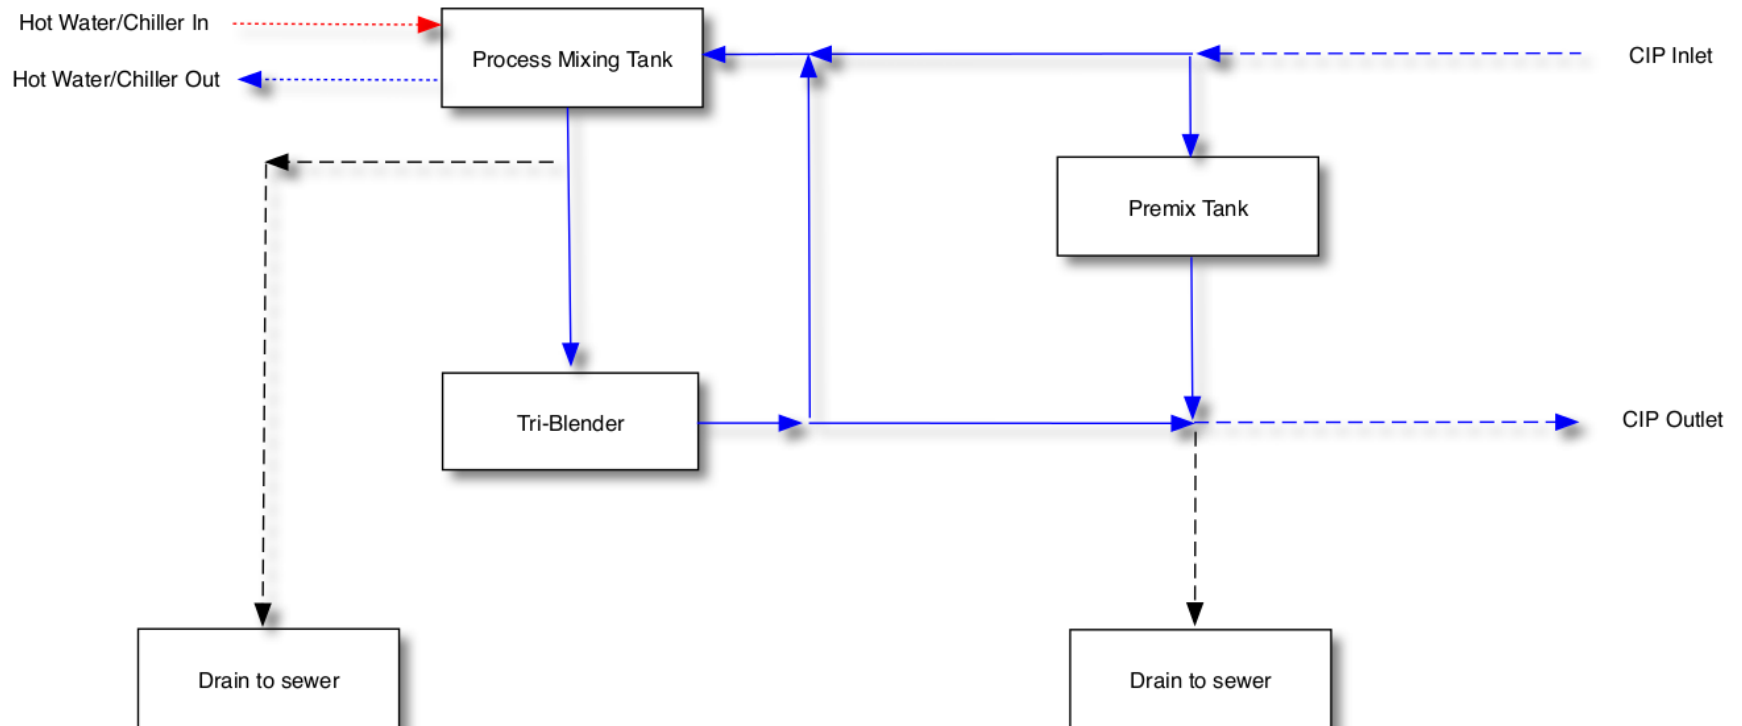 Hot Water/Chiller In
Process Mixing Tank
CIP Inlet
Hot Water/Chiller Out
Premix Tank
Tri-Blender
CIP Outlet
Drain to sewer
Drain to sewer